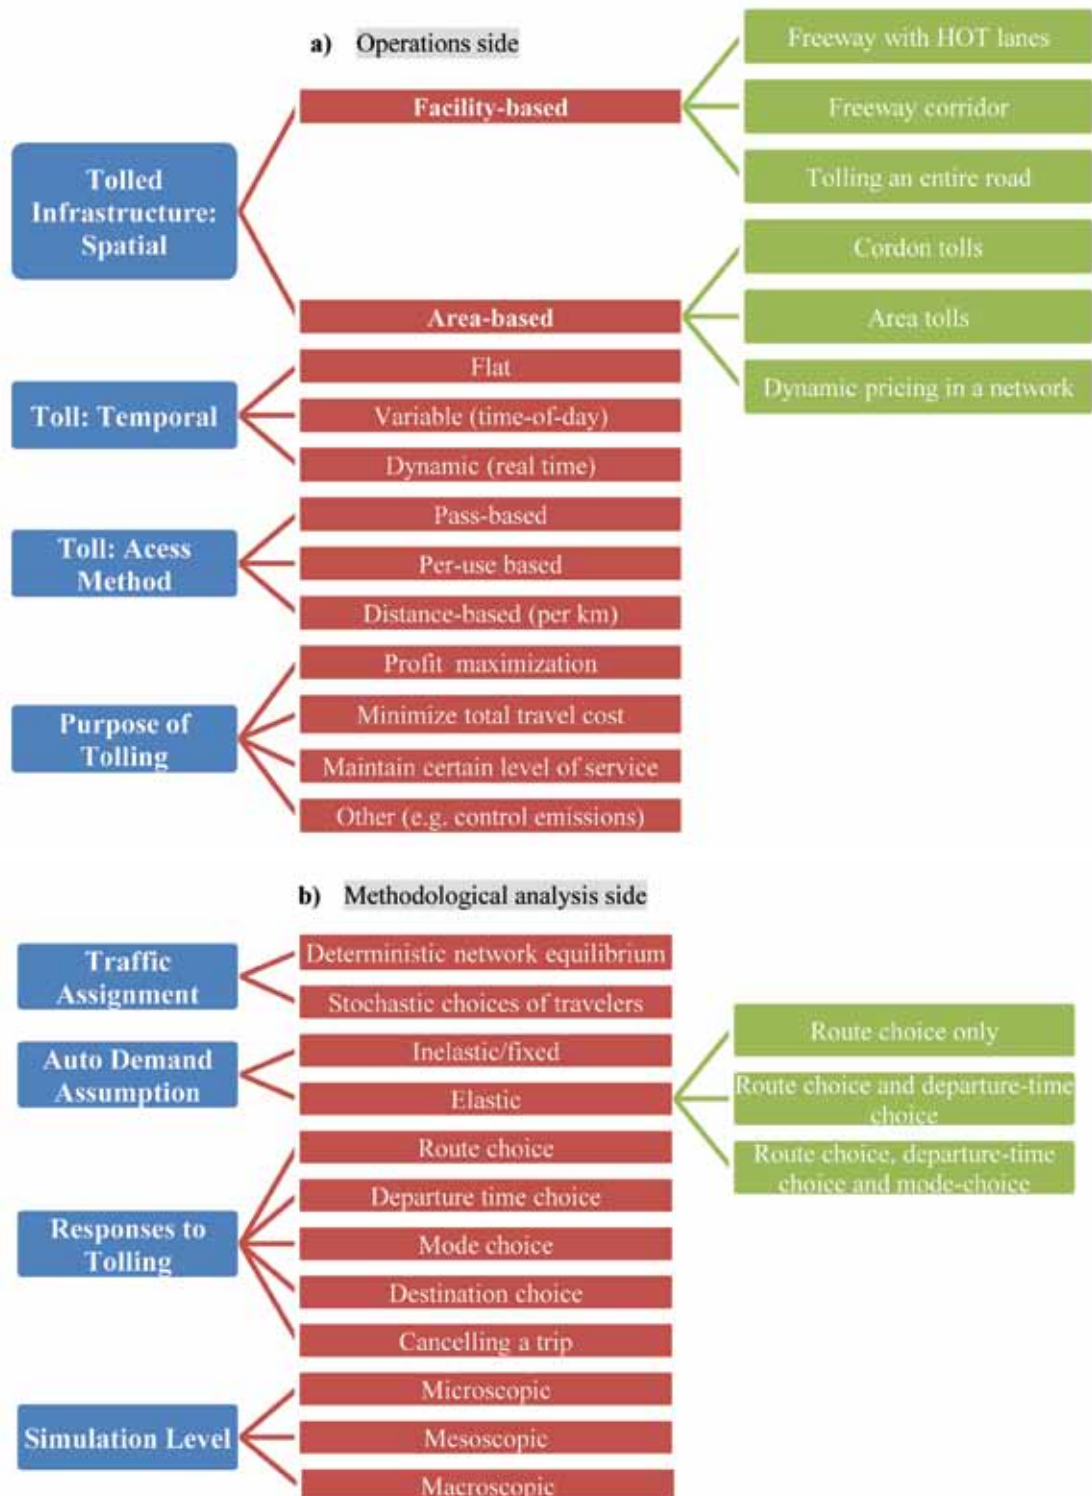 a) Operations side
Tolled
Infrastructure:
Spatial
Facility-based
Freeway with HOT lanes
Freeway corridor
Tolling an entire road
Area-based
Cordon tolls
Area tolls
Dynamic pricing in a network
Toll: Temporal
Flat
Variable (time-of-day)
Dynamic (real time)
Toll: Acess
Method
Pass-based
Per-use based
Distance-based (per km)
Purpose of
Tolling
Profit maximization
Minimize total travel cost
Maintain certain level of service
Other (e.g. control emissions)
b) Methodological analysis side
Traffic
Assignment
Deterministic network equilibrium
Stochastic choices of travelers
Auto Demand
Assumption
Inelastic/fixed
Elastic
Route choice only
Route choice and departure-time
choice
Route choice, departure-time
choice and mode-choice
Responses to
Tolling
Route choice
Departure time choice
Mode choice
Destination choice
Cancelling a trip
Simulation Level
Microscopic
Mesoscopic
Macroscopic